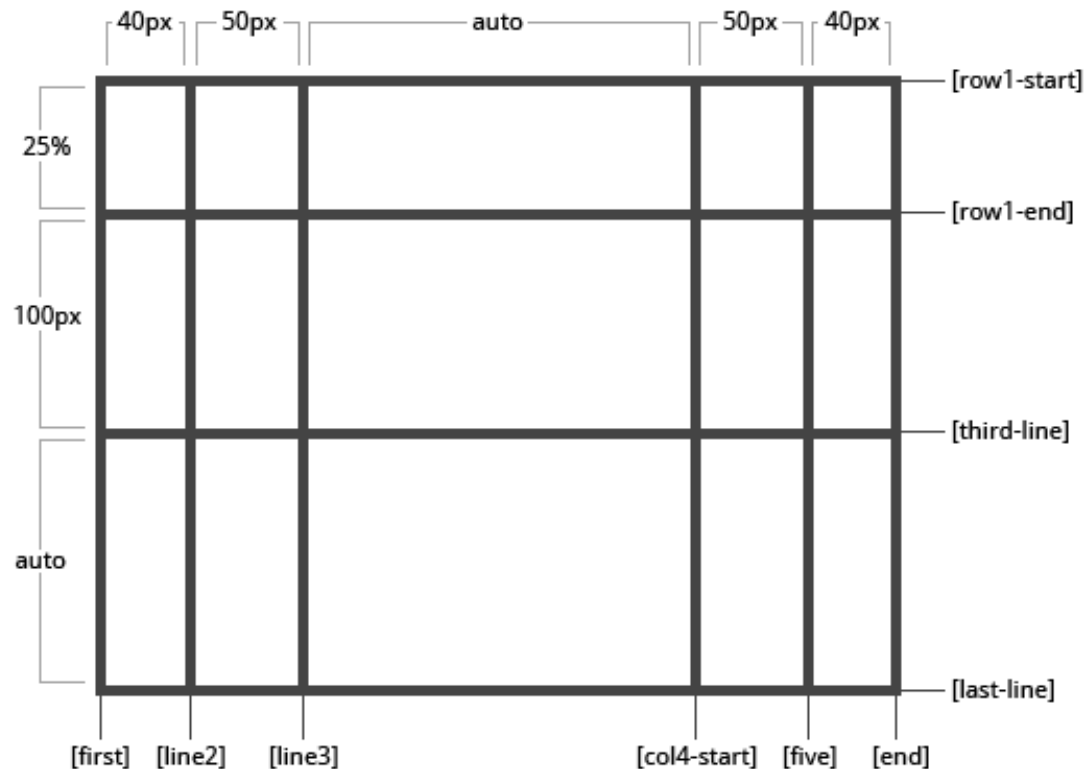 40px 50px auto 50px 40px
[row1-start]
25%
[row1-end]
100px
[third-line]
auto
[last-line]
[first] [line2] [line3] [col4-start] [five] [end]